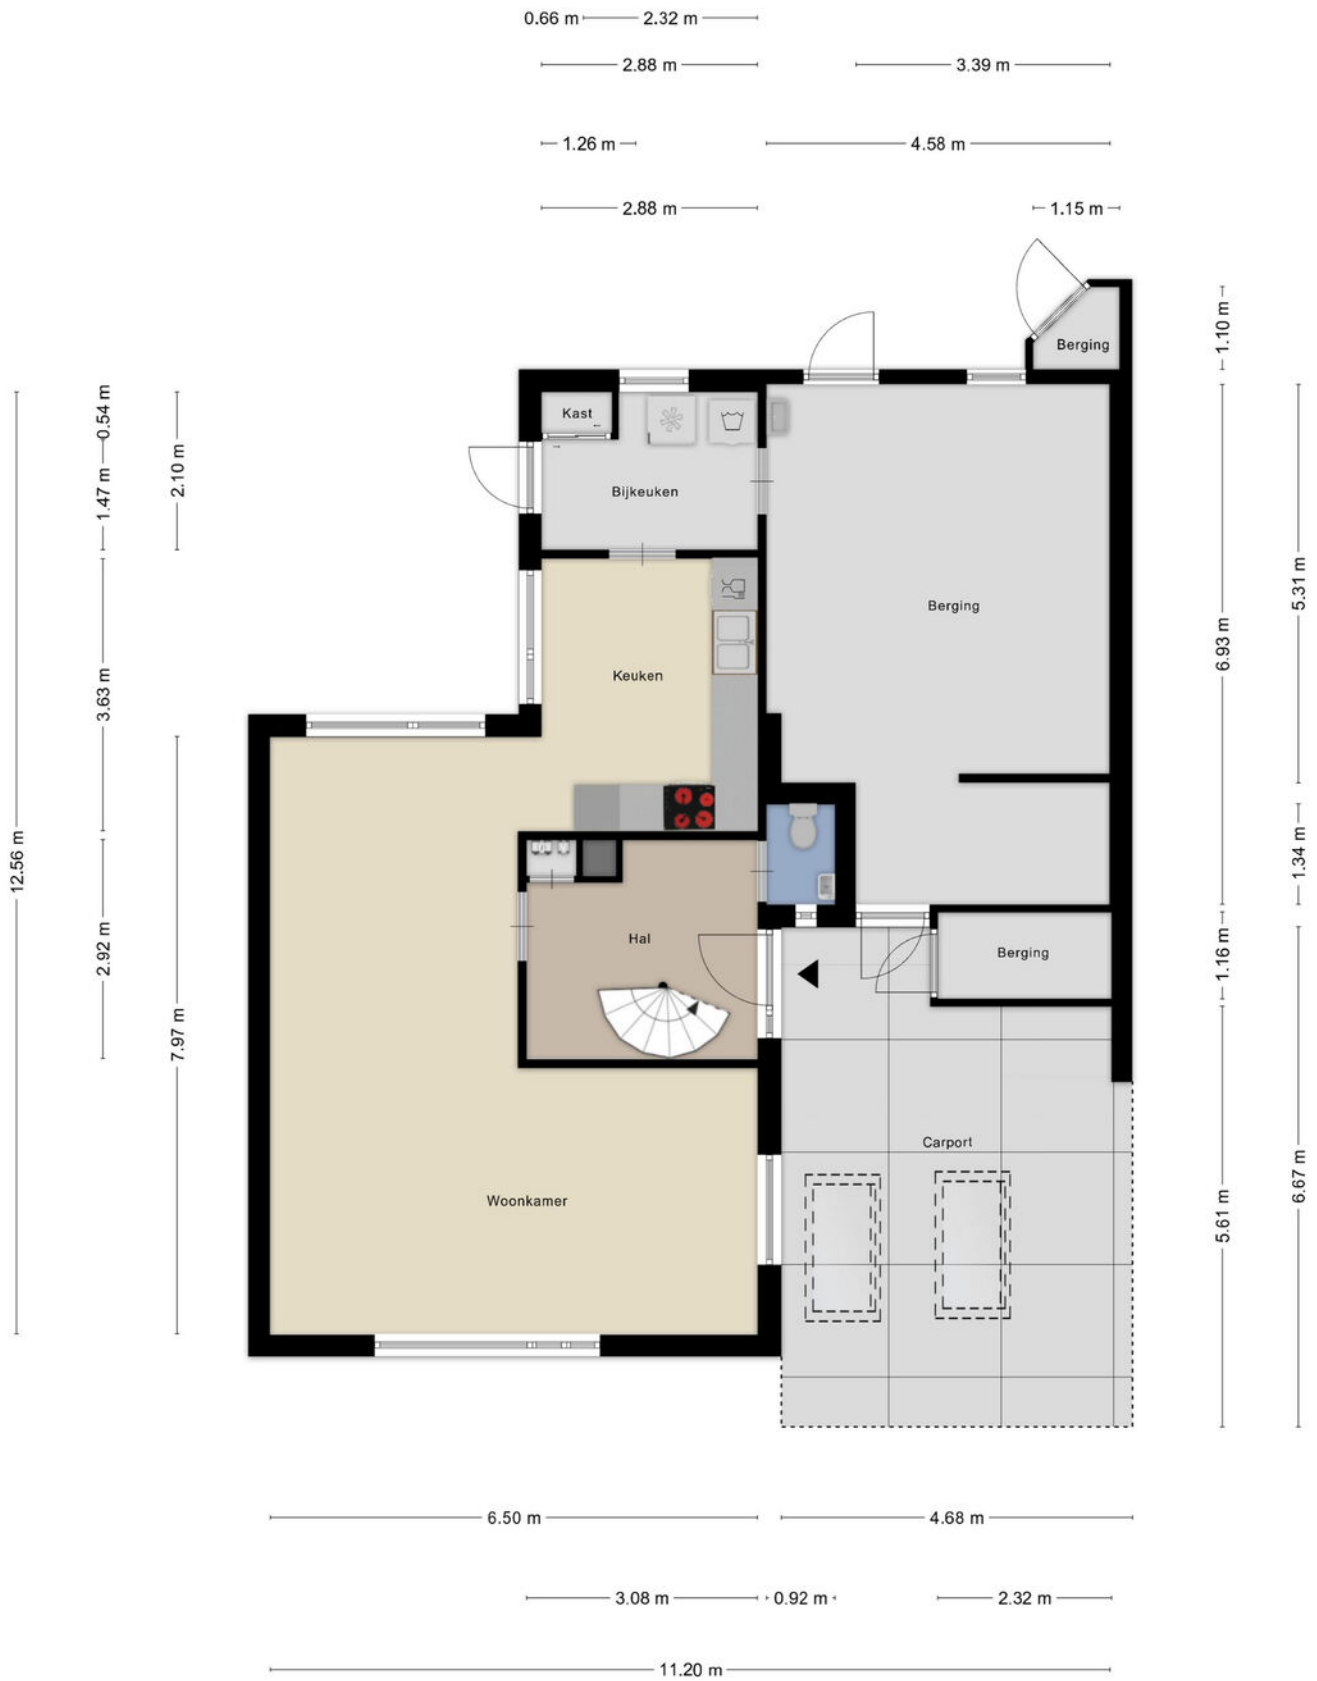 0.66 m 2.32 m
2.88 m 3.39 m
1.26 m 4.58 m
2.88 m 1.15 m
1.10 m
Berging
0.54 m
Kast
2.10 m
1.47 m
Bijkeuken
5.31 m
Berging
6.93 m
Keuken
3.63 m
12.56 m
1.34 m
Hal
2.92 m
Berging
1.16 m
7.97 m
Carport
6.67 m
Woonkamer
5.61 m
6.50 m 4.68 m
3.08 m 0.92 m 2.32 m
11.20 m